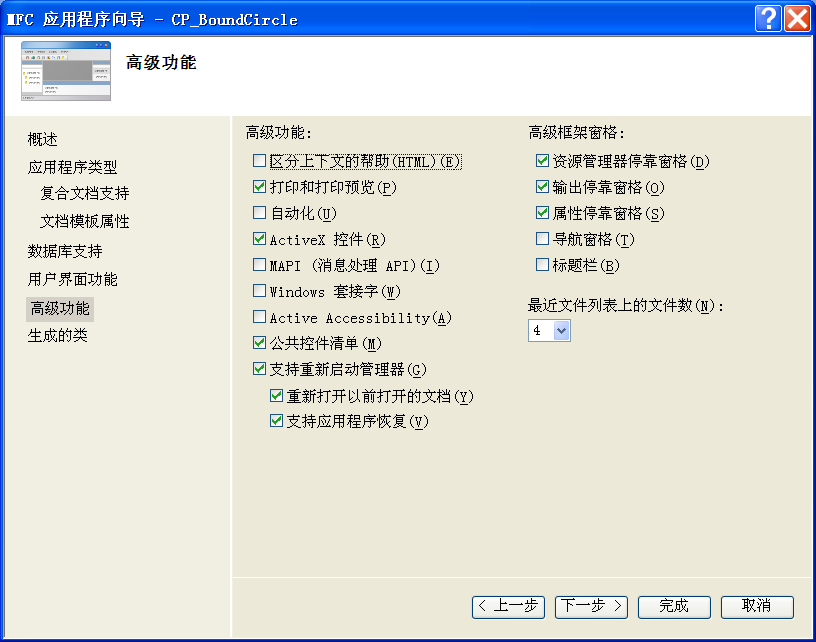 MFC 应用程序向导 - CP_BoundCircle
高级功能
概述
应用程序类型
复合文档支持
文档模板属性
数据库支持
用户界面功能
高级功能
生成的类
高级功能:
区分上下文的帮助(HTML)(E)
打印和打印预览(P)
自动化(U)
ActiveX 控件(R)
MAPI (消息处理 API)(I)
Windows 套接字(W)
Active Accessibility(A)
公共控件清单(M)
支持重新启动管理器(G)
重新打开以前打开的文档(Y)
支持应用程序恢复(V)
高级框架窗格:
资源管理器停靠窗格(D)
输出停靠窗格(O)
属性停靠窗格(S)
导航窗格(T)
标题栏(B)
最近文件列表上的文件数(N):
4
< 上一步
下一步 >
完成
取消